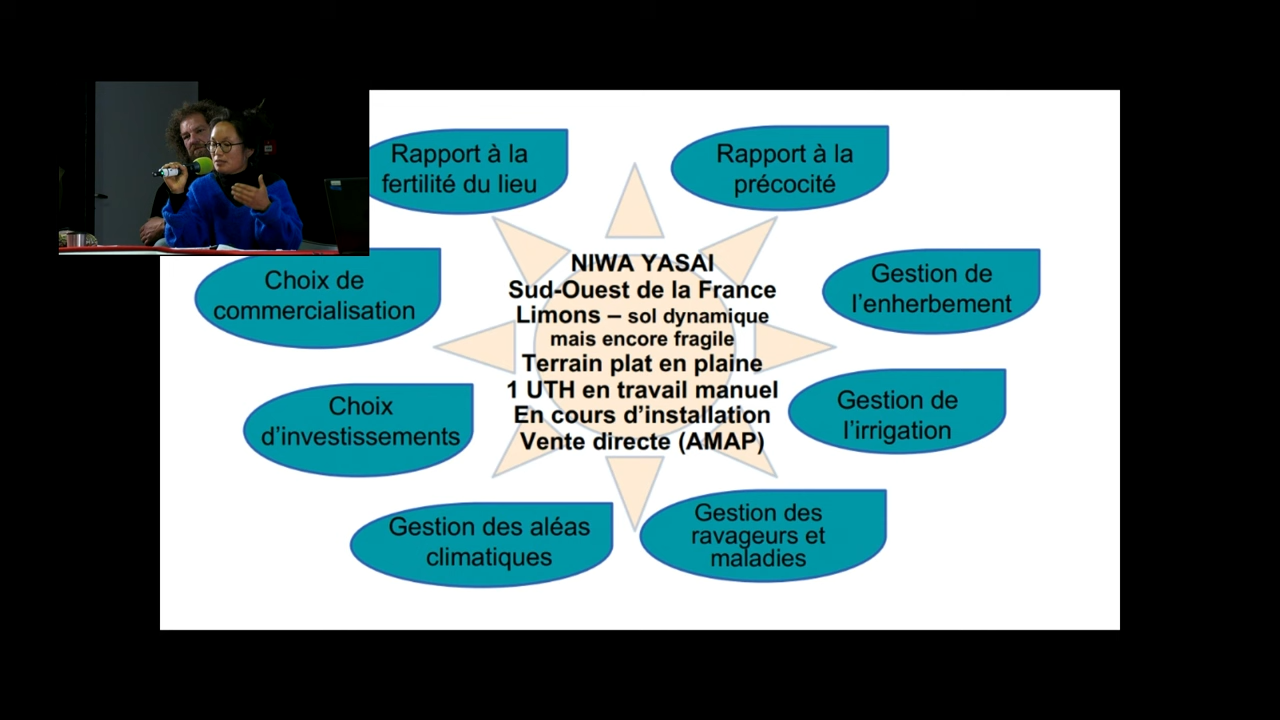 Rapport à la
fertilité du lieu
Rapport à la
précocité
Choix de
commercialisation
NIWA YASAI
Sud-Ouest de la France
Limons – sol dynamique
mais encore fragile
Terrain plat en plaine
1 UTH en travail manuel
En cours d'installation
Vente directe (AMAP)
Gestion de
l'enherbement
Choix
d'investissements
Gestion de
l'irrigation
Gestion des aléas
climatiques
Gestion des
ravageurs et
maladies